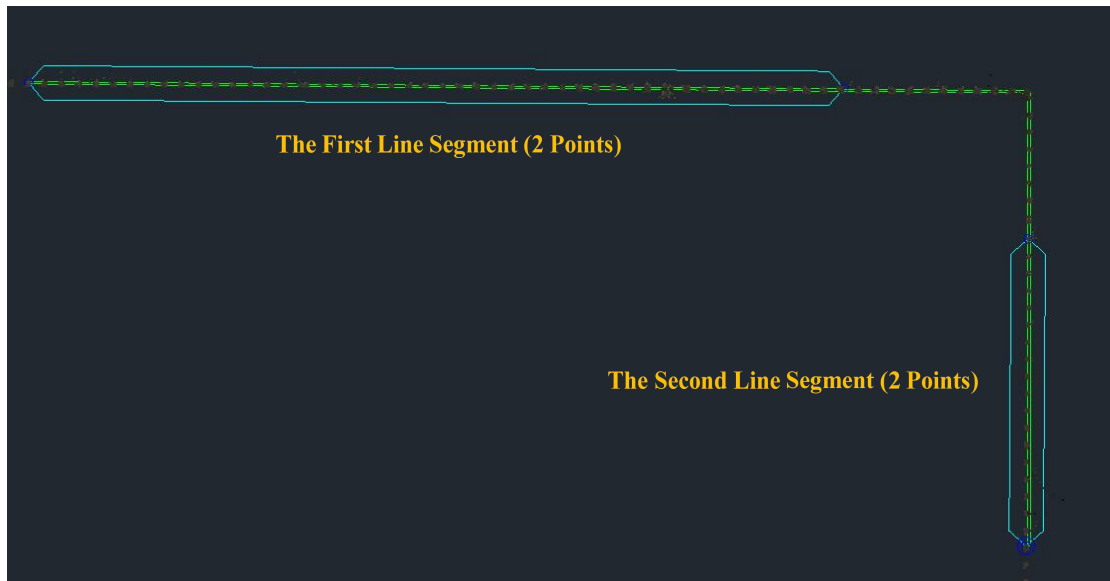 The First Line Segment (2 Points)
The Second Line Segment (2 Points)